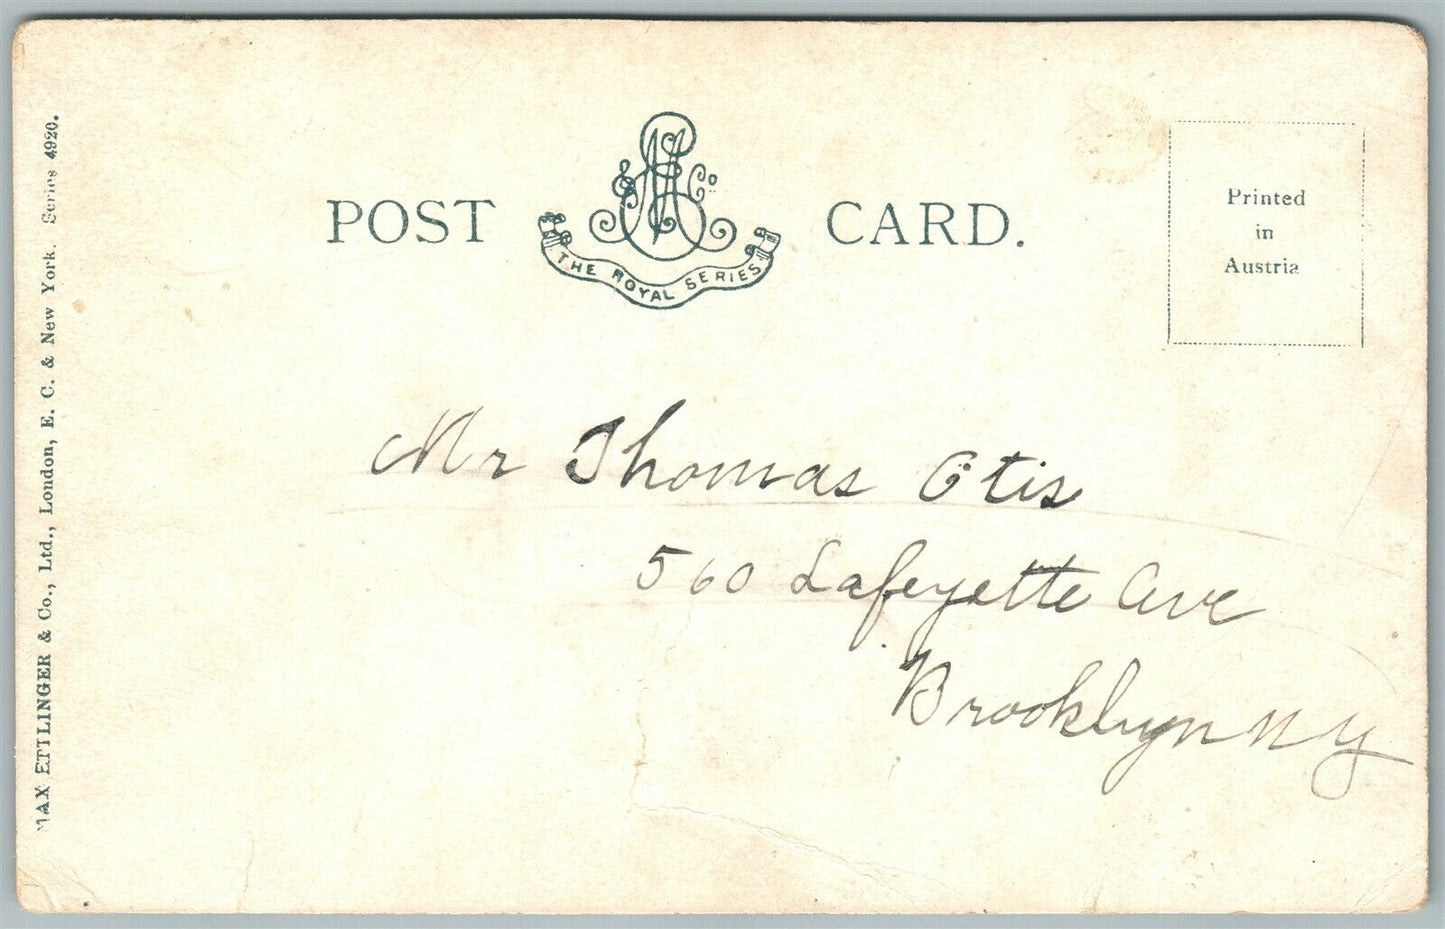 MAX ETTLINGER & Co., Ltd., London, E. C. & New York. Series 4920.
POST CARD.
& Co
THE ROYAL SERIES
Printed
in
Austria
Mr Thomas Otis
560 Lafeyette Ave
Brooklyn N Y